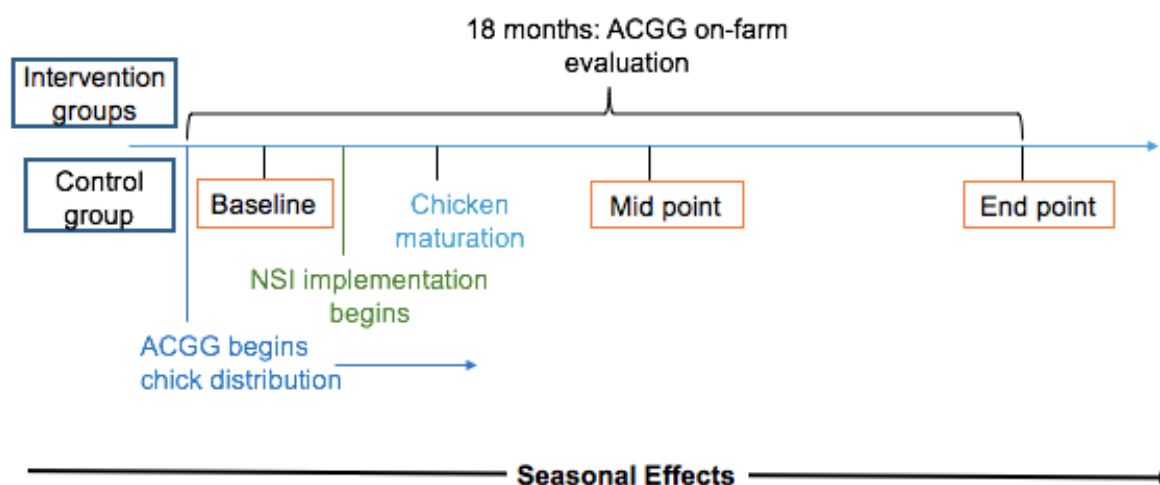 18 months: ACGG on-farm
evaluation
Intervention
groups
Control
group
Baseline
Chicken
maturation
Mid point
End point
NSI implementation
begins
ACGG begins
chick distribution
Seasonal Effects